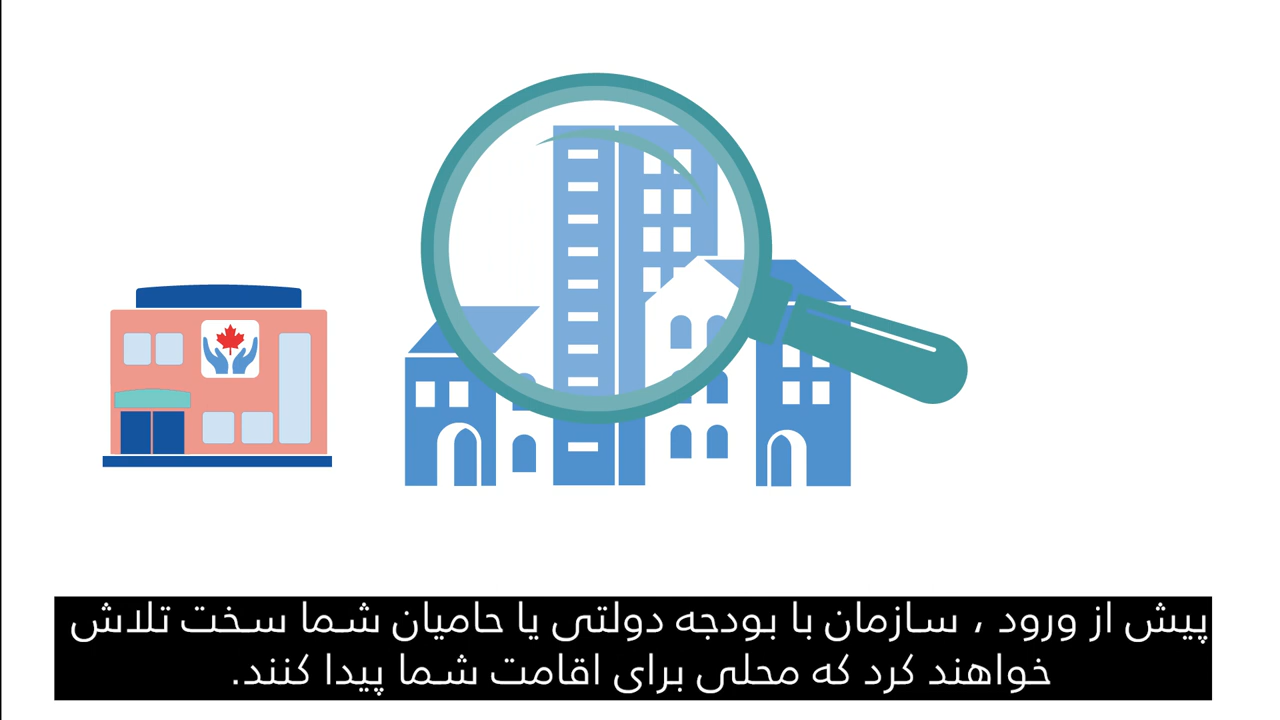 پیش از ورود ، سازمان با بودجه دولتی یا حامیان شما سخت تلاش
خواهند کرد که محلی برای اقامت شما پیدا کنند.